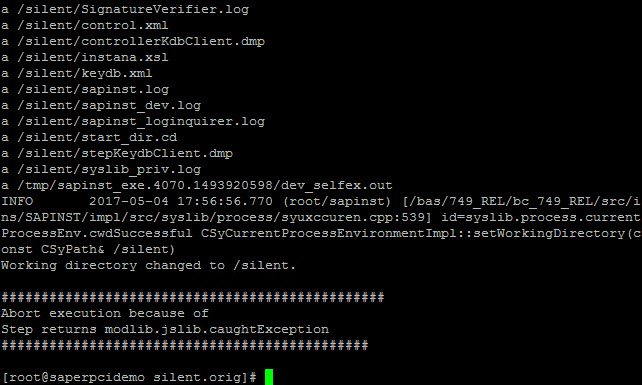 a /silent/SignatureVerifier.log
a /silent/control.xml
a /silent/controllerKdbClient.dmp
a /silent/instana.xsl
a /silent/keydb.xml
a /silent/sapinst.log
a /silent/sapinst_dev.log
a /silent/sapinst_loginquirer.log
a /silent/start_dir.cd
a /silent/stepKeydbClient.dmp
a /silent/syslib_priv.log
a /tmp/sapinst_exe.4070.1493920598/dev_selfex.out
INFO       2017-05-04 17:56:56.770 (root/sapinst) [/bas/749_REL/bc_749_REL/src/i
ns/SAPINST/impl/src/syslib/process/syuxccuren.cpp:539] id=syslib.process.current
ProcessEnv.cwdSuccessful CSyCurrentProcessEnvironmentImpl::setWorkingDirectory(c
onst CSyPath& /silent)
Working directory changed to /silent.
################################################
Abort execution because of
Step returns modlib.jslib.caughtException
##############################################
[root@saperpcidemo silent.orig]#